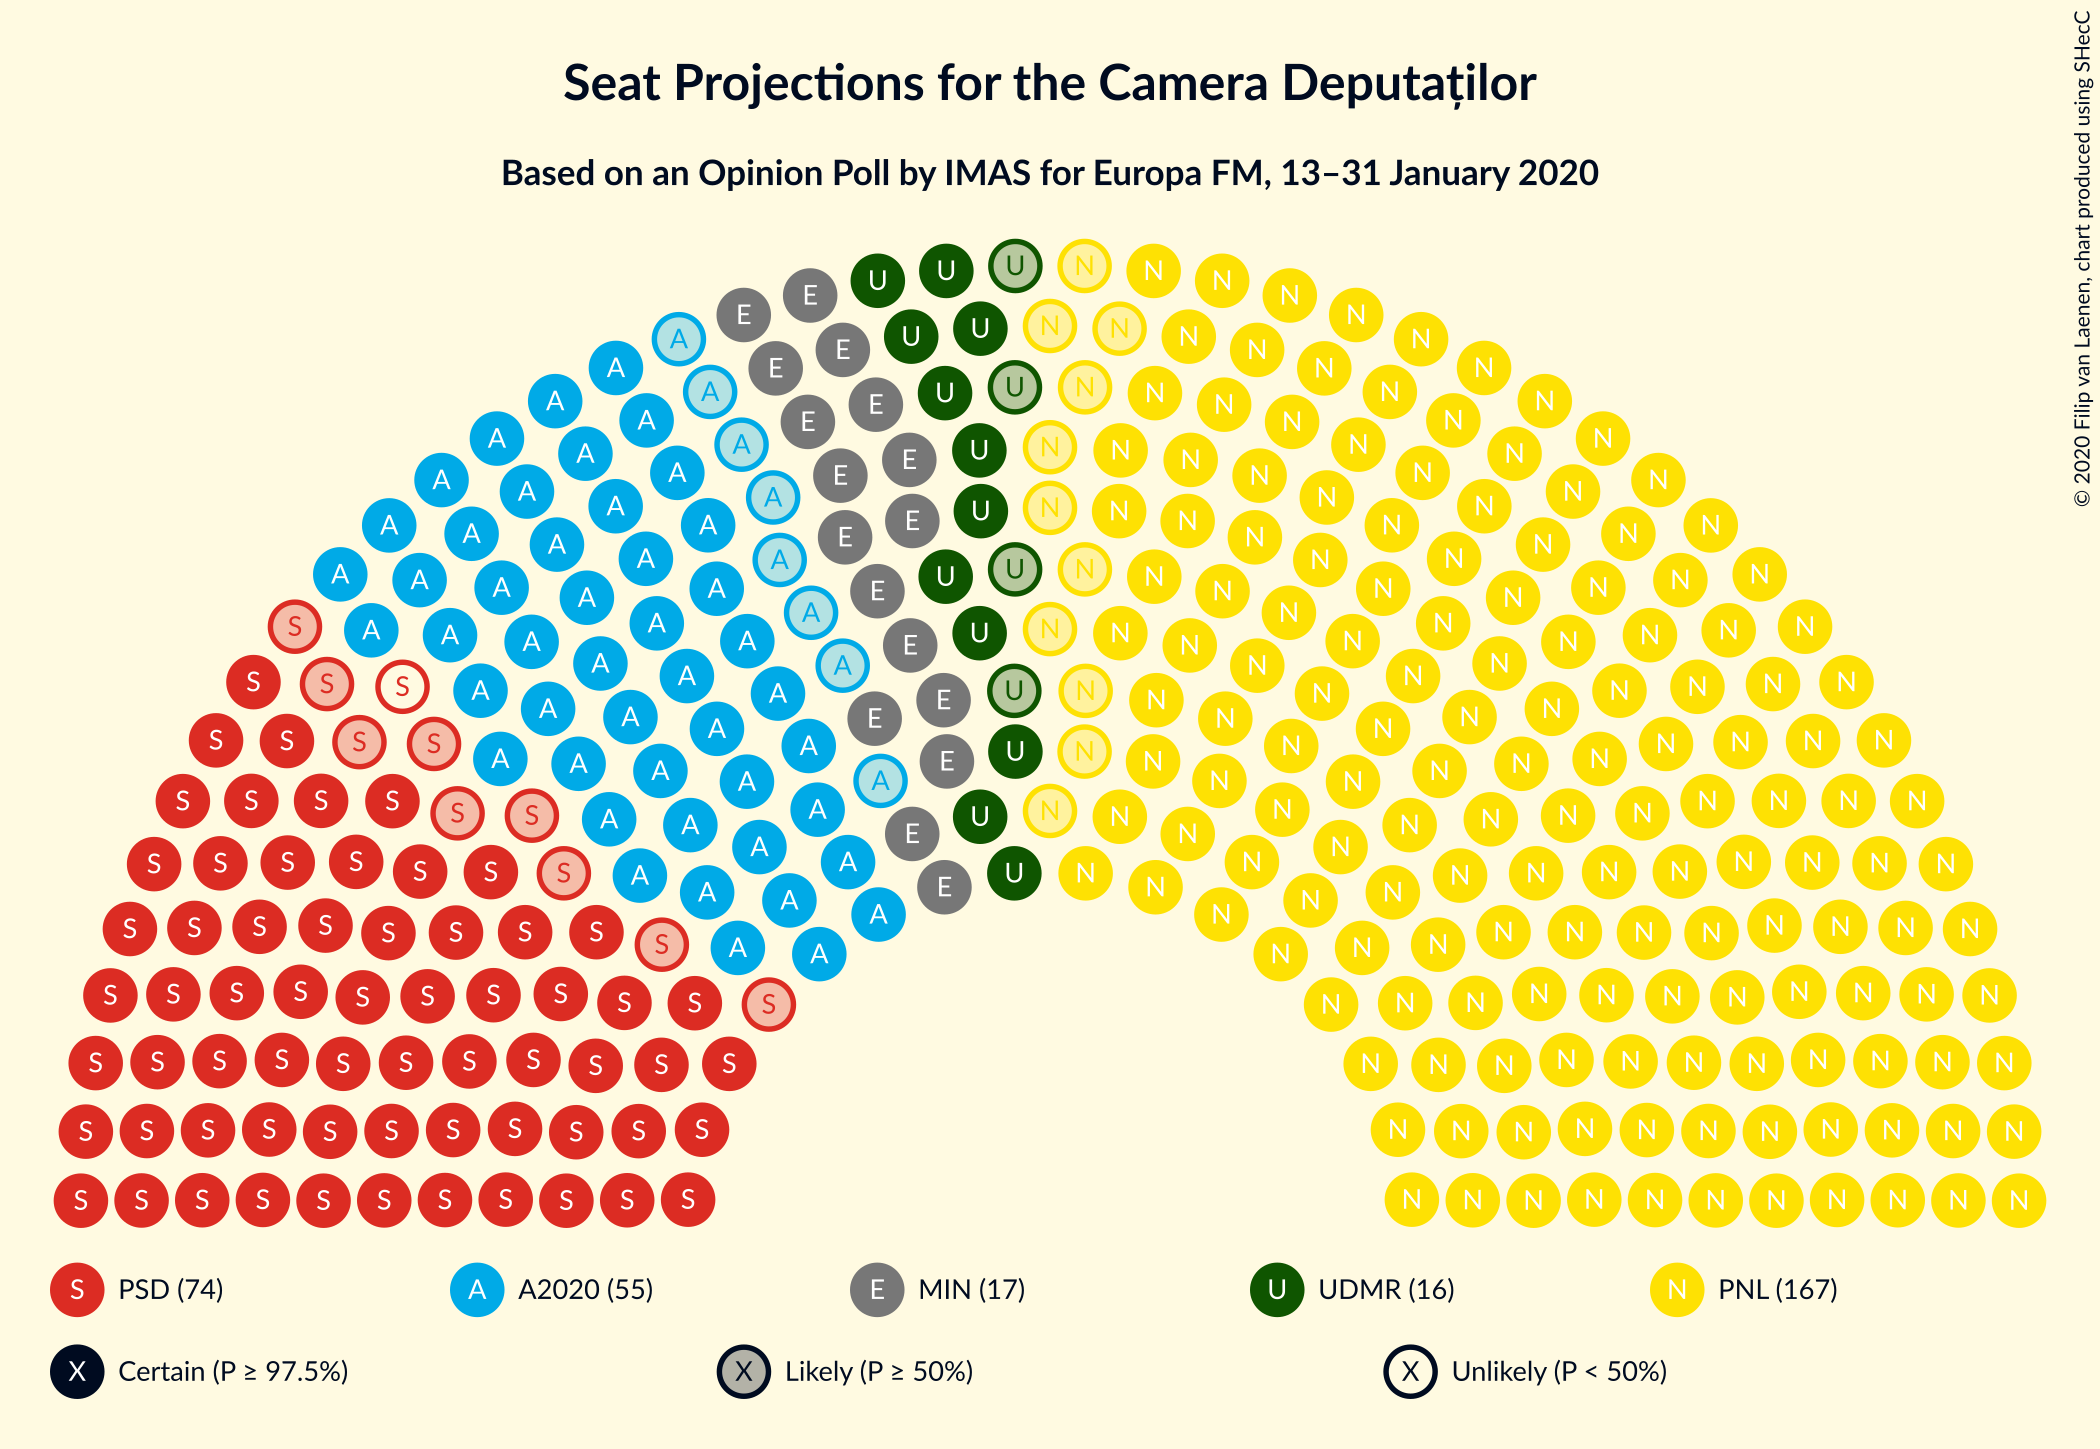 Seat Projections for the Camera Deputaților
Based on an Opinion Poll by IMAS for Europa FM, 13–31 January 2020
© 2020 Filip van Laenen, chart produced using SHecC
S PSD (74)
A A2020 (55)
E MIN (17)
U UDMR (16)
N PNL (167)
X Certain (P ≥ 97.5%)
X Likely (P ≥ 50%)
X Unlikely (P < 50%)